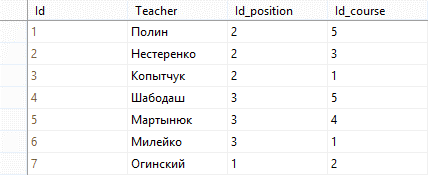 Id Teacher Id_position Id_course
1 Полин 2 5
2 Нестеренко 2 3
3 Копытчук 2 1
4 Шабодаш 3 5
5 Мартынюк 3 4
6 Милейко 3 1
7 Огинский 1 2